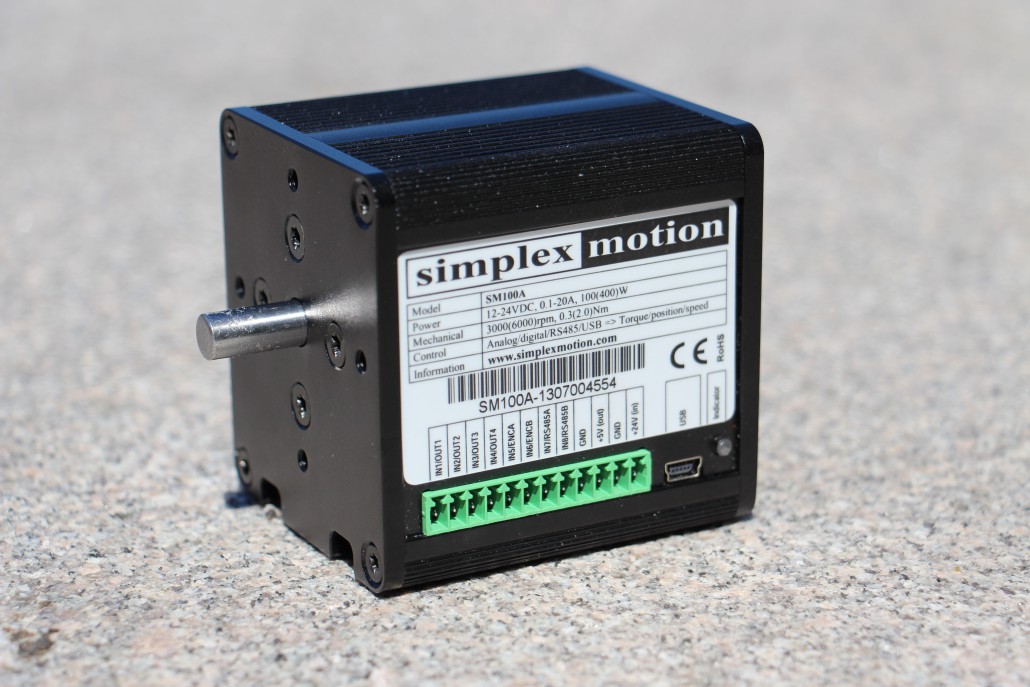 simplex motion
Model SM100A
Power 12-24VDC, 0.1-20A, 100(400)W
Mechanical 3000(6000)rpm, 0.3(2.0)Nm
Control Analog/digital/RS485/USB => Torque/position/speed
Information www.simplexmotion.com
CE RoHS
SM100A-1307004554
IN1/OUT1
IN2/OUT2
IN3/OUT3
IN4/OUT4
IN5/ENCA
IN6/ENCB
IN7/RS485A
IN8/RS485B
GND
+5V (out)
GND
+24V (in)
USB
Indicator